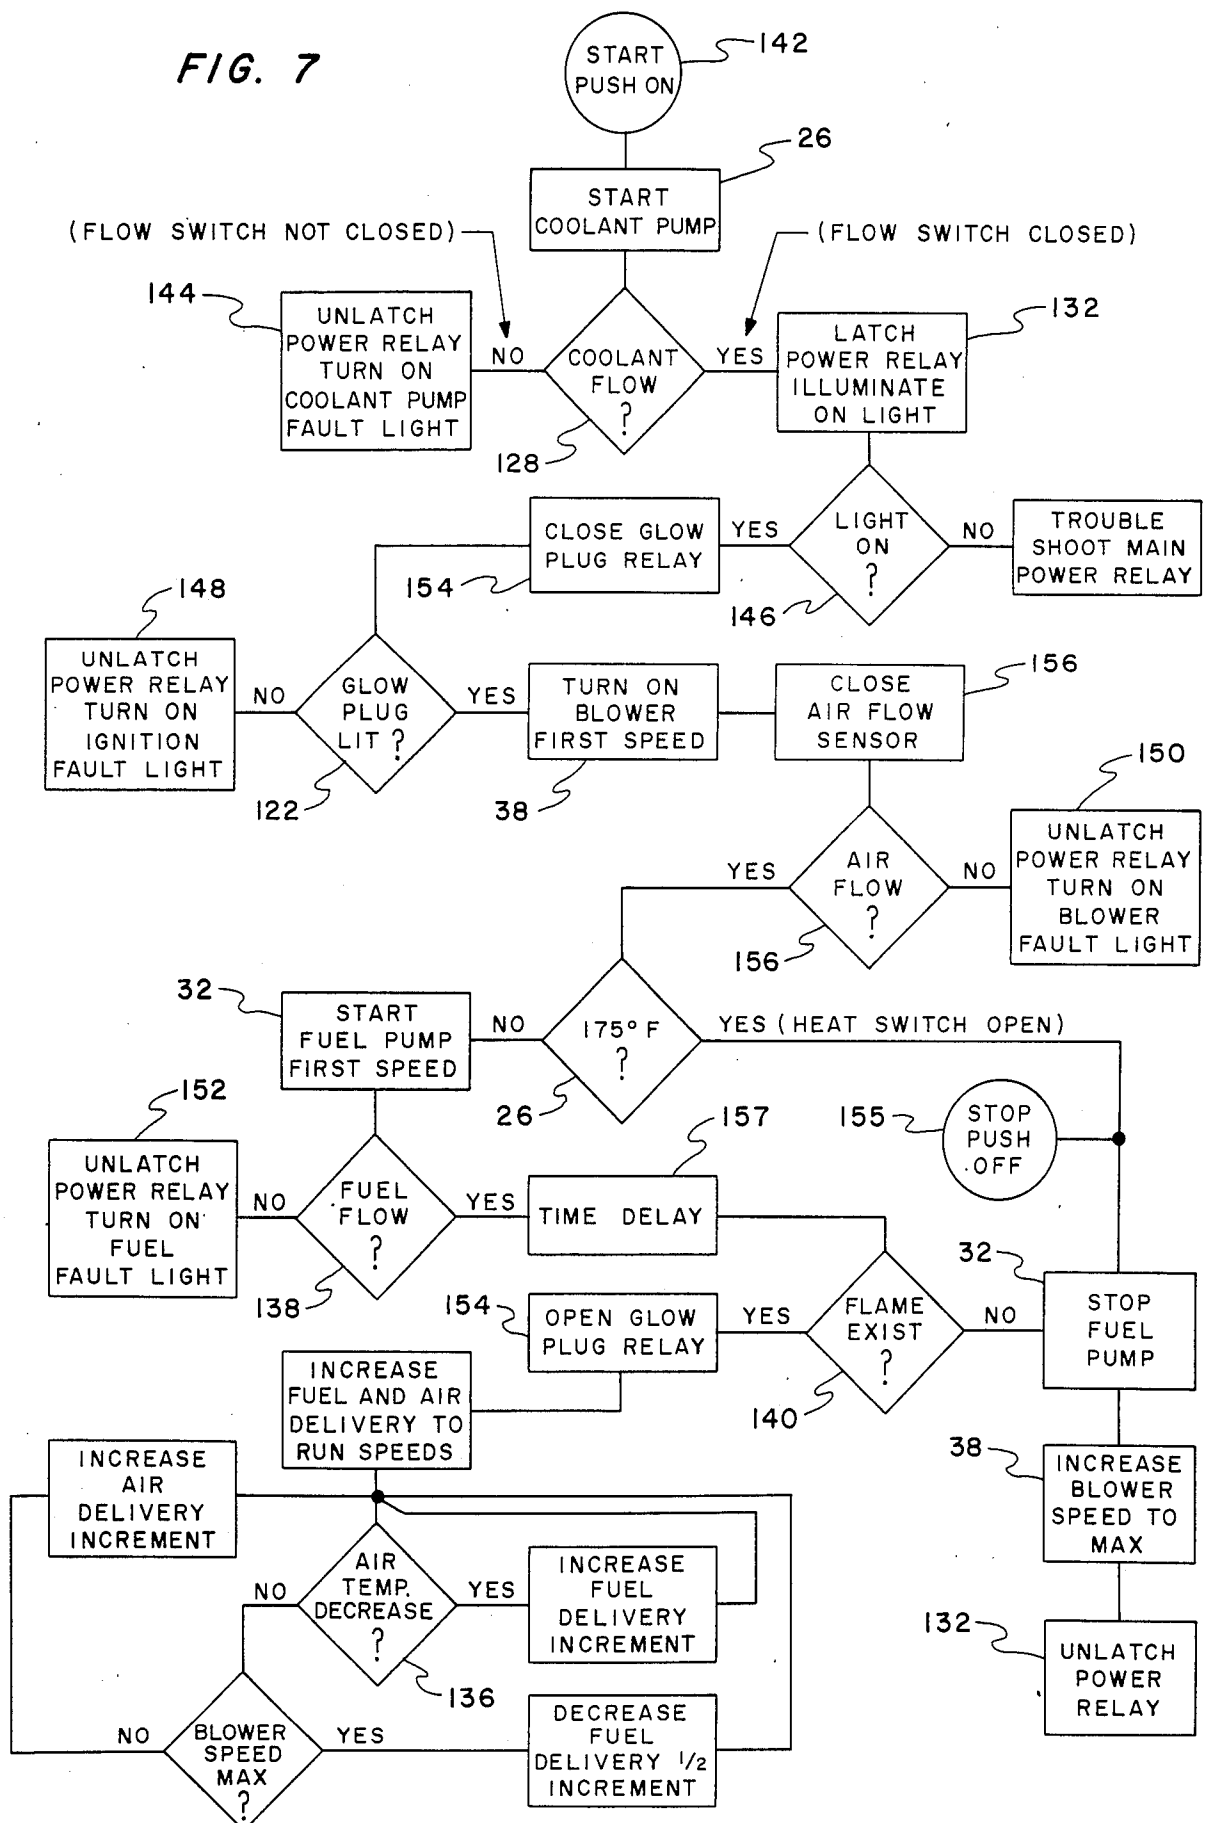 FIG. 7
START
PUSH ON
142
26
START
COOLANT PUMP
(FLOW SWITCH NOT CLOSED)
(FLOW SWITCH CLOSED)
144
UNLATCH
POWER RELAY
TURN ON
COOLANT PUMP
FAULT LIGHT
NO
COOLANT
FLOW
?
128
YES
132
LATCH
POWER RELAY
ILLUMINATE
ON LIGHT
CLOSE GLOW
PLUG RELAY
154
YES
LIGHT
ON
?
146
NO
TROUBLE
SHOOT MAIN
POWER RELAY
148
UNLATCH
POWER RELAY
TURN ON
IGNITION
FAULT LIGHT
NO
GLOW
PLUG
LIT ?
122
YES
TURN ON
BLOWER
FIRST SPEED
38
CLOSE
AIR FLOW
SENSOR
156
150
YES
AIR
FLOW
?
156
NO
UNLATCH
POWER RELAY
TURN ON
BLOWER
FAULT LIGHT
32
START
FUEL PUMP
FIRST SPEED
NO
175° F
?
26
YES (HEAT SWITCH OPEN)
152
UNLATCH
POWER RELAY
TURN ON
FUEL
FAULT LIGHT
NO
FUEL
FLOW
?
138
YES
157
TIME DELAY
155
STOP
PUSH
OFF
154
OPEN GLOW
PLUG RELAY
YES
FLAME
EXIST
?
140
NO
32
STOP
FUEL
PUMP
INCREASE
FUEL AND AIR
DELIVERY TO
RUN SPEEDS
38
INCREASE
BLOWER
SPEED TO
MAX
INCREASE
AIR
DELIVERY
INCREMENT
NO
AIR
TEMP.
DECREASE
?
136
YES
INCREASE
FUEL
DELIVERY
INCREMENT
132
UNLATCH
POWER
RELAY
NO
BLOWER
SPEED
MAX
?
YES
DECREASE
FUEL
DELIVERY 1/2
INCREMENT